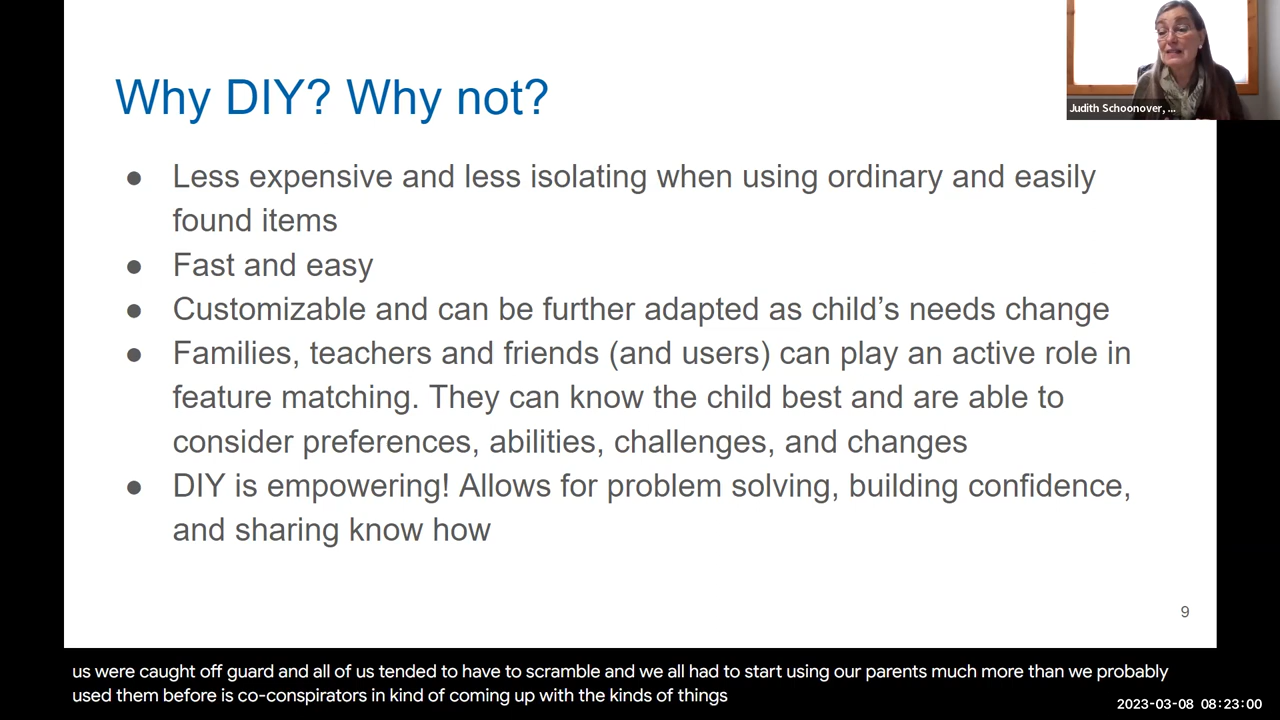 Why DIY? Why not?
● Less expensive and less isolating when using ordinary and easily
found items
● Fast and easy
● Customizable and can be further adapted as child’s needs change
● Families, teachers and friends (and users) can play an active role in
feature matching. They can know the child best and are able to
consider preferences, abilities, challenges, and changes
● DIY is empowering! Allows for problem solving, building confidence,
and sharing know how
9
Judith Schoonover, ...
us were caught off guard and all of us tended to have to scramble and we all had to start using our parents much more than we probably
used them before is co-conspirators in kind of coming up with the kinds of things
2023-03-08 08:23:00